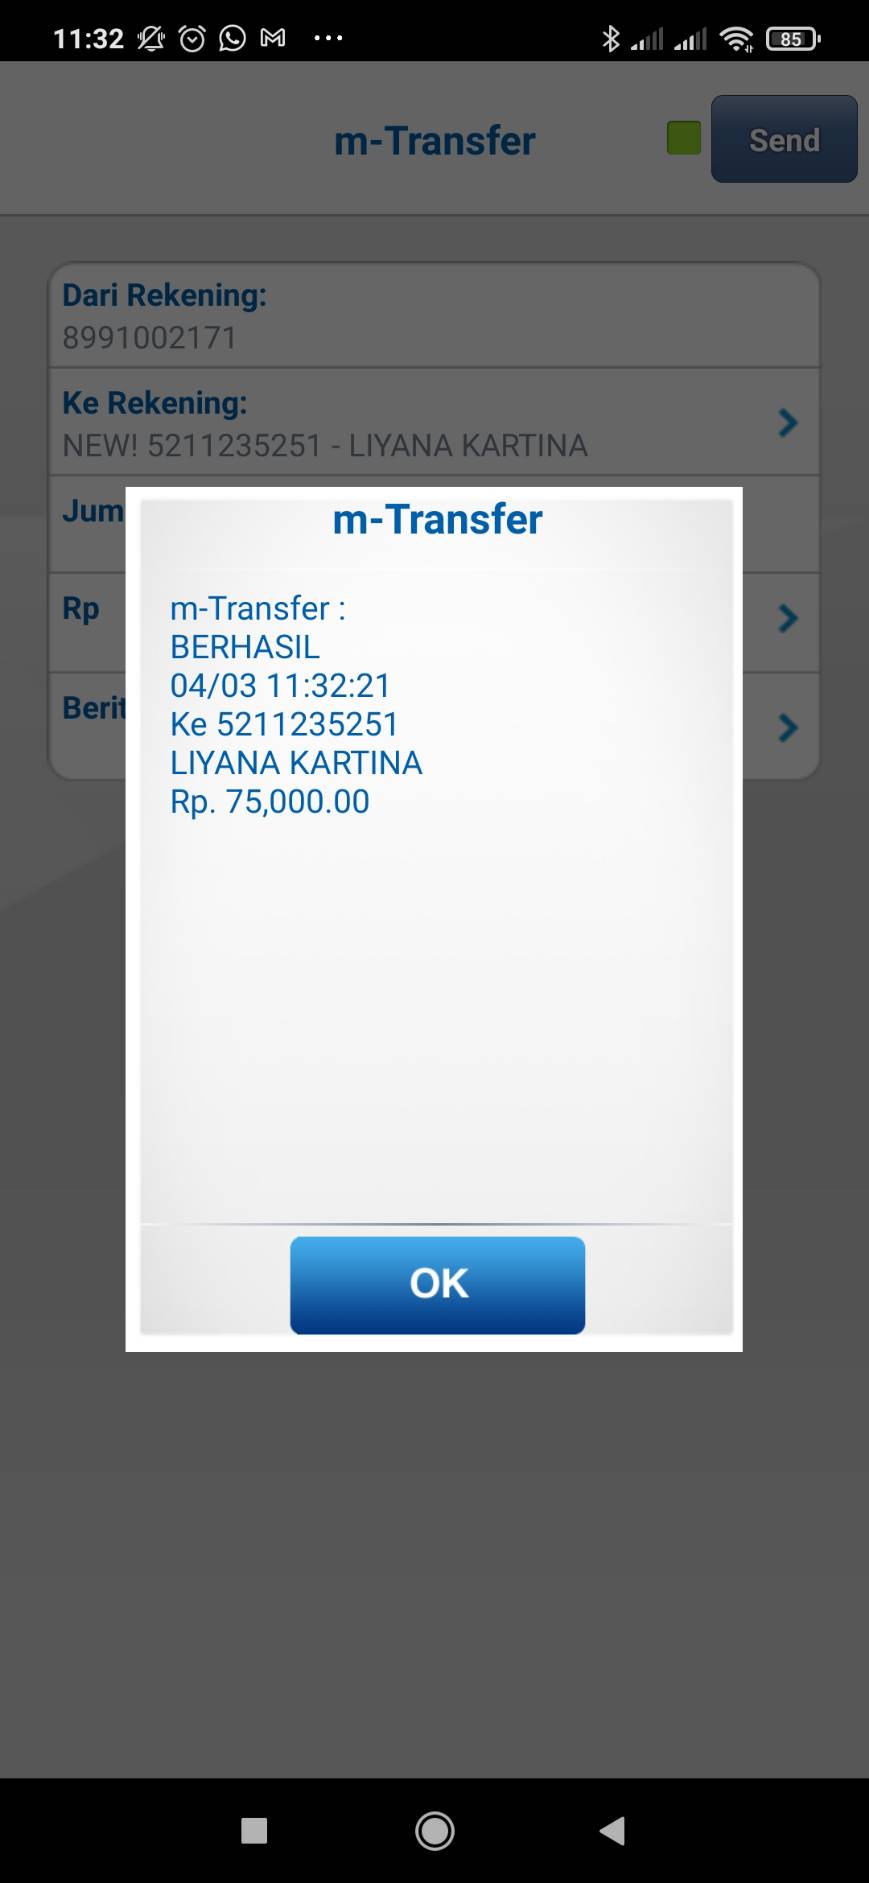 11:32
85
m-Transfer
Send
Dari Rekening:
8991002171
Ke Rekening:
NEW! 5211235251 - LIYANA KARTINA
Jum
Rp
Berit
m-Transfer
m-Transfer :
BERHASIL
04/03 11:32:21
Ke 5211235251
LIYANA KARTINA
Rp. 75,000.00
OK